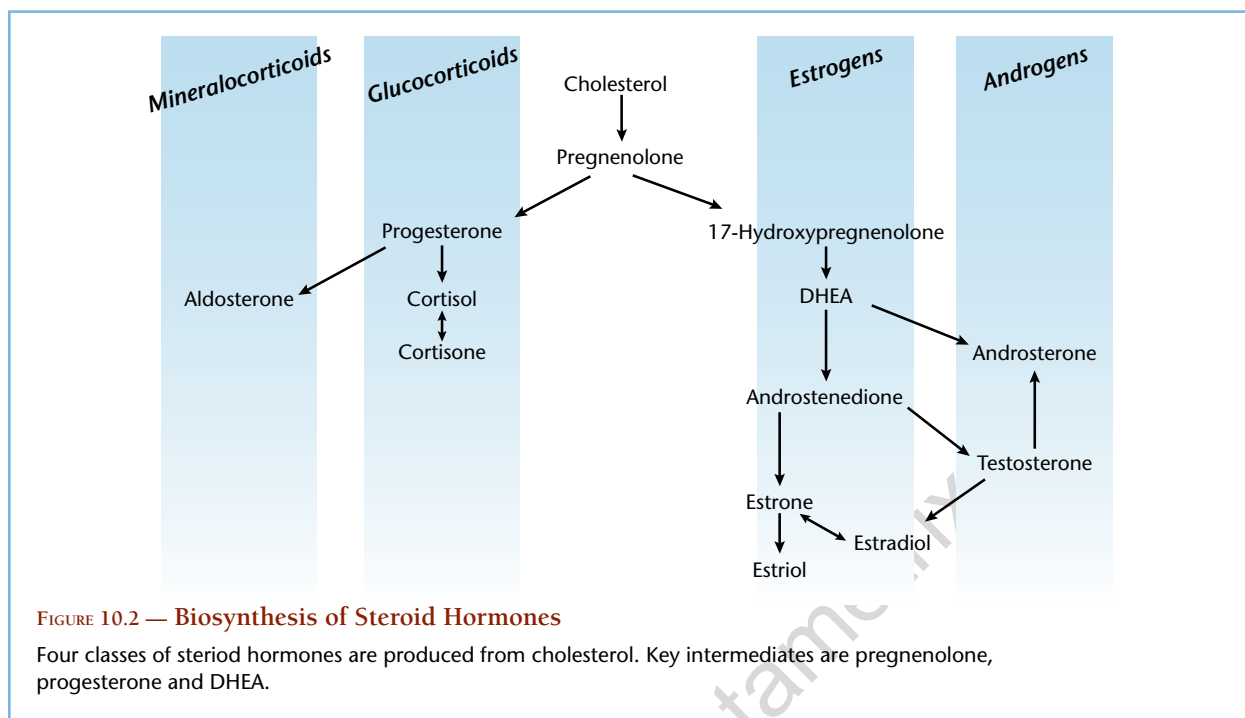 Mineralocorticoids
Glucocorticoids
Estrogens
Androgens
Cholesterol
Pregnenolone
Progesterone
17-Hydroxypregnenolone
Aldosterone
Cortisol
DHEA
Cortisone
Androsterone
Androstenedione
Testosterone
Estrone
Estradiol
Estriol
FIGURE 10.2 — Biosynthesis of Steroid Hormones
Four classes of steriod hormones are produced from cholesterol. Key intermediates are pregnenolone,
progesterone and DHEA.